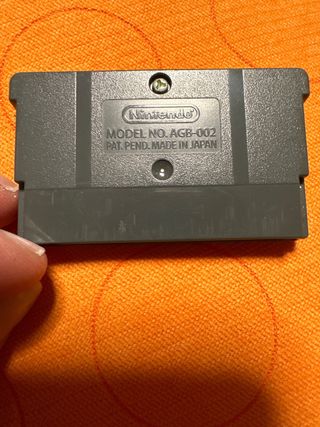 Nintendo
MODEL NO. AGB-002
PAT. PEND. MADE IN JAPAN